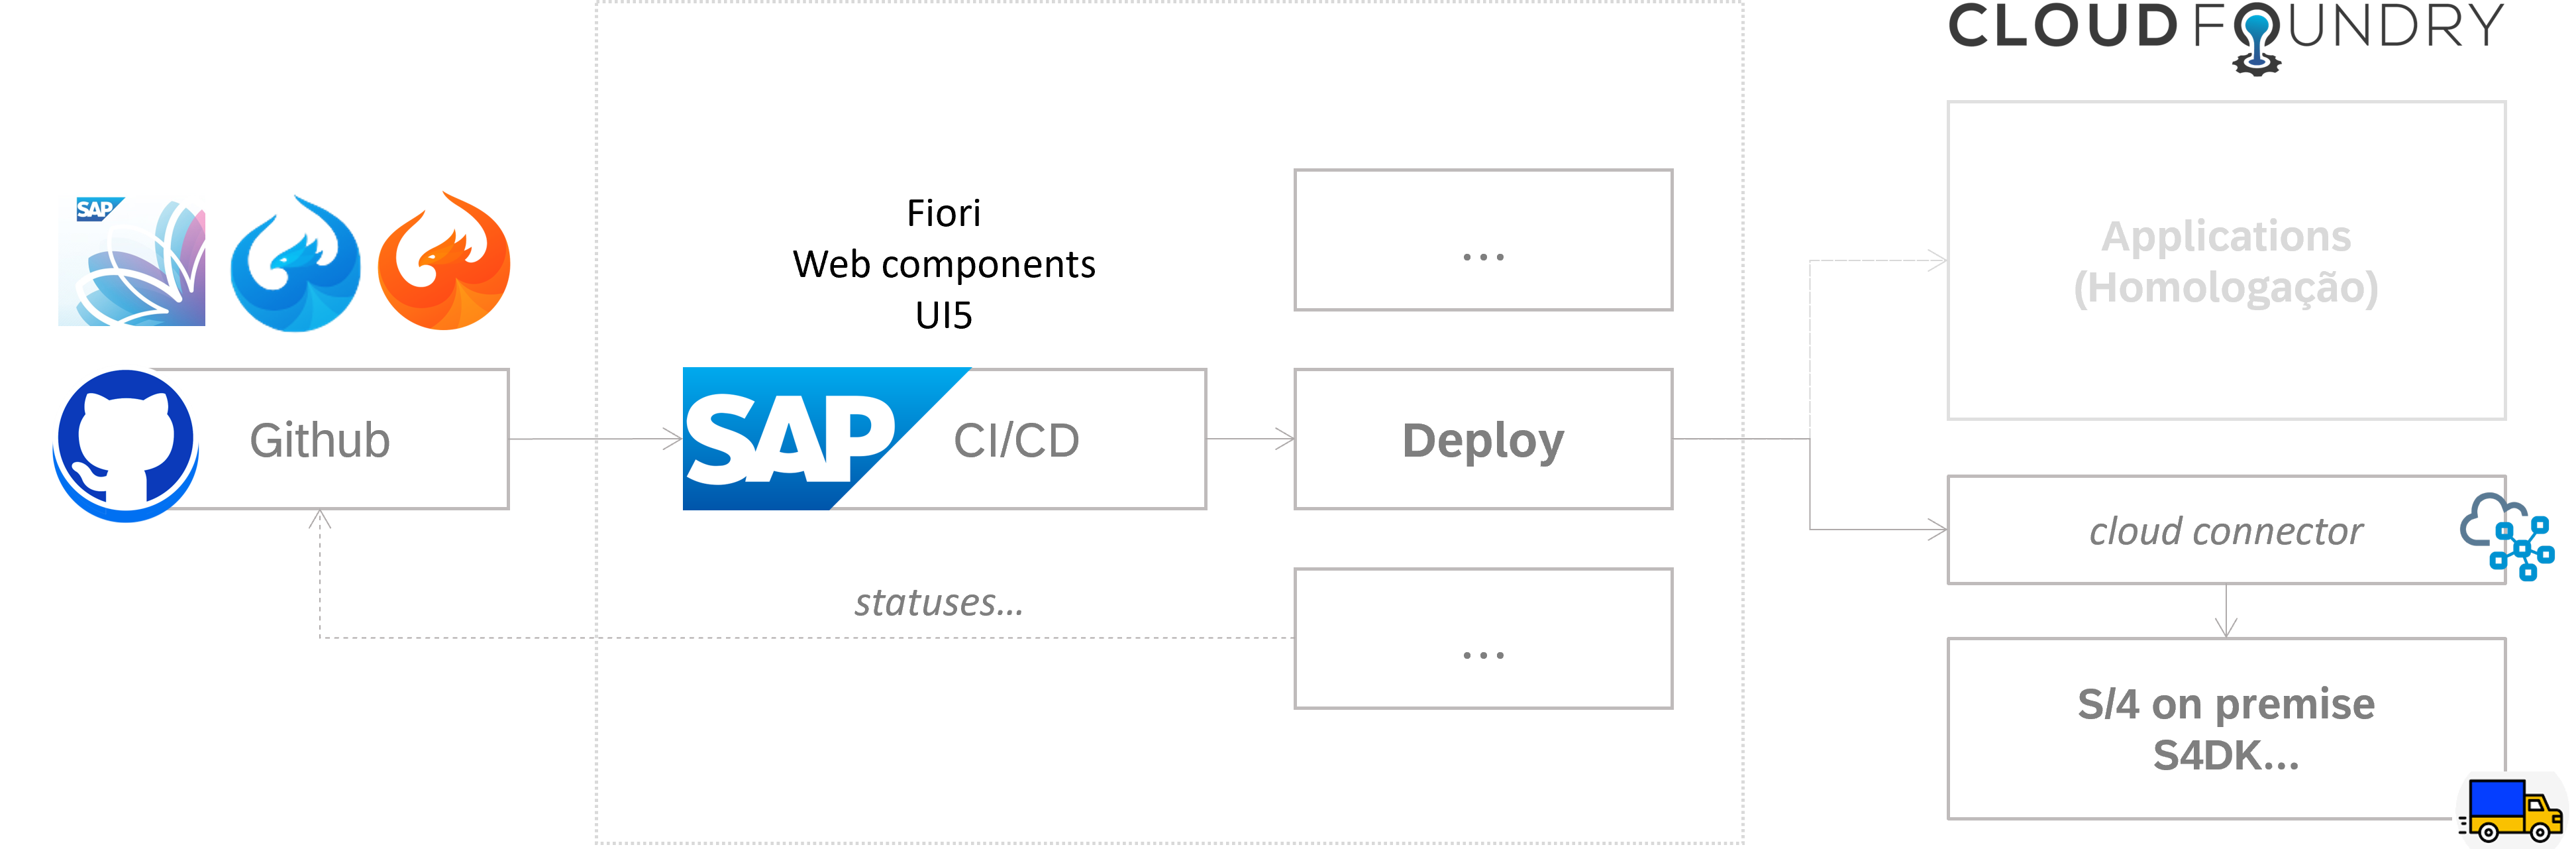 CLOUD FOUNDRY
SAP
Fiori
Web components
UI5
...
Applications
(Homologação)
Github
SAP
CI/CD
Deploy
cloud connector
statuses...
...
S/4 on premise
S4DK...